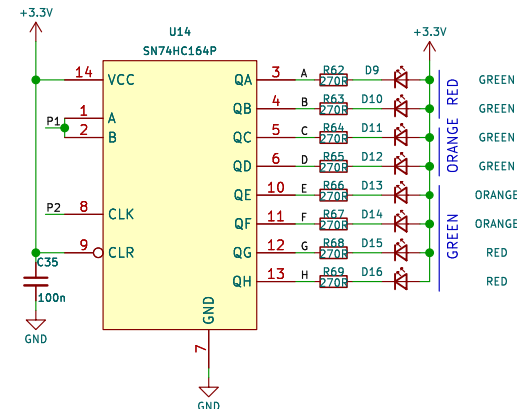 +3.3V
U14
SN74HC164P
+3.3V
14 VCC
QA 3 A R62 270R D9 GREEN
P1 1 A
QB 4 B R63 270R D10 GREEN
2 B
QC 5 C R64 270R D11 GREEN
QD 6 D R65 270R D12 GREEN
QE 10 E R66 270R D13 ORANGE
P2 8 CLK
QF 11 F R67 270R D14 ORANGE
9 CLR
QG 12 G R68 270R D15 RED
QH 13 H R69 270R D16 RED
RED
ORANGE
GREEN
C35
100n
GND
GND
7
GND